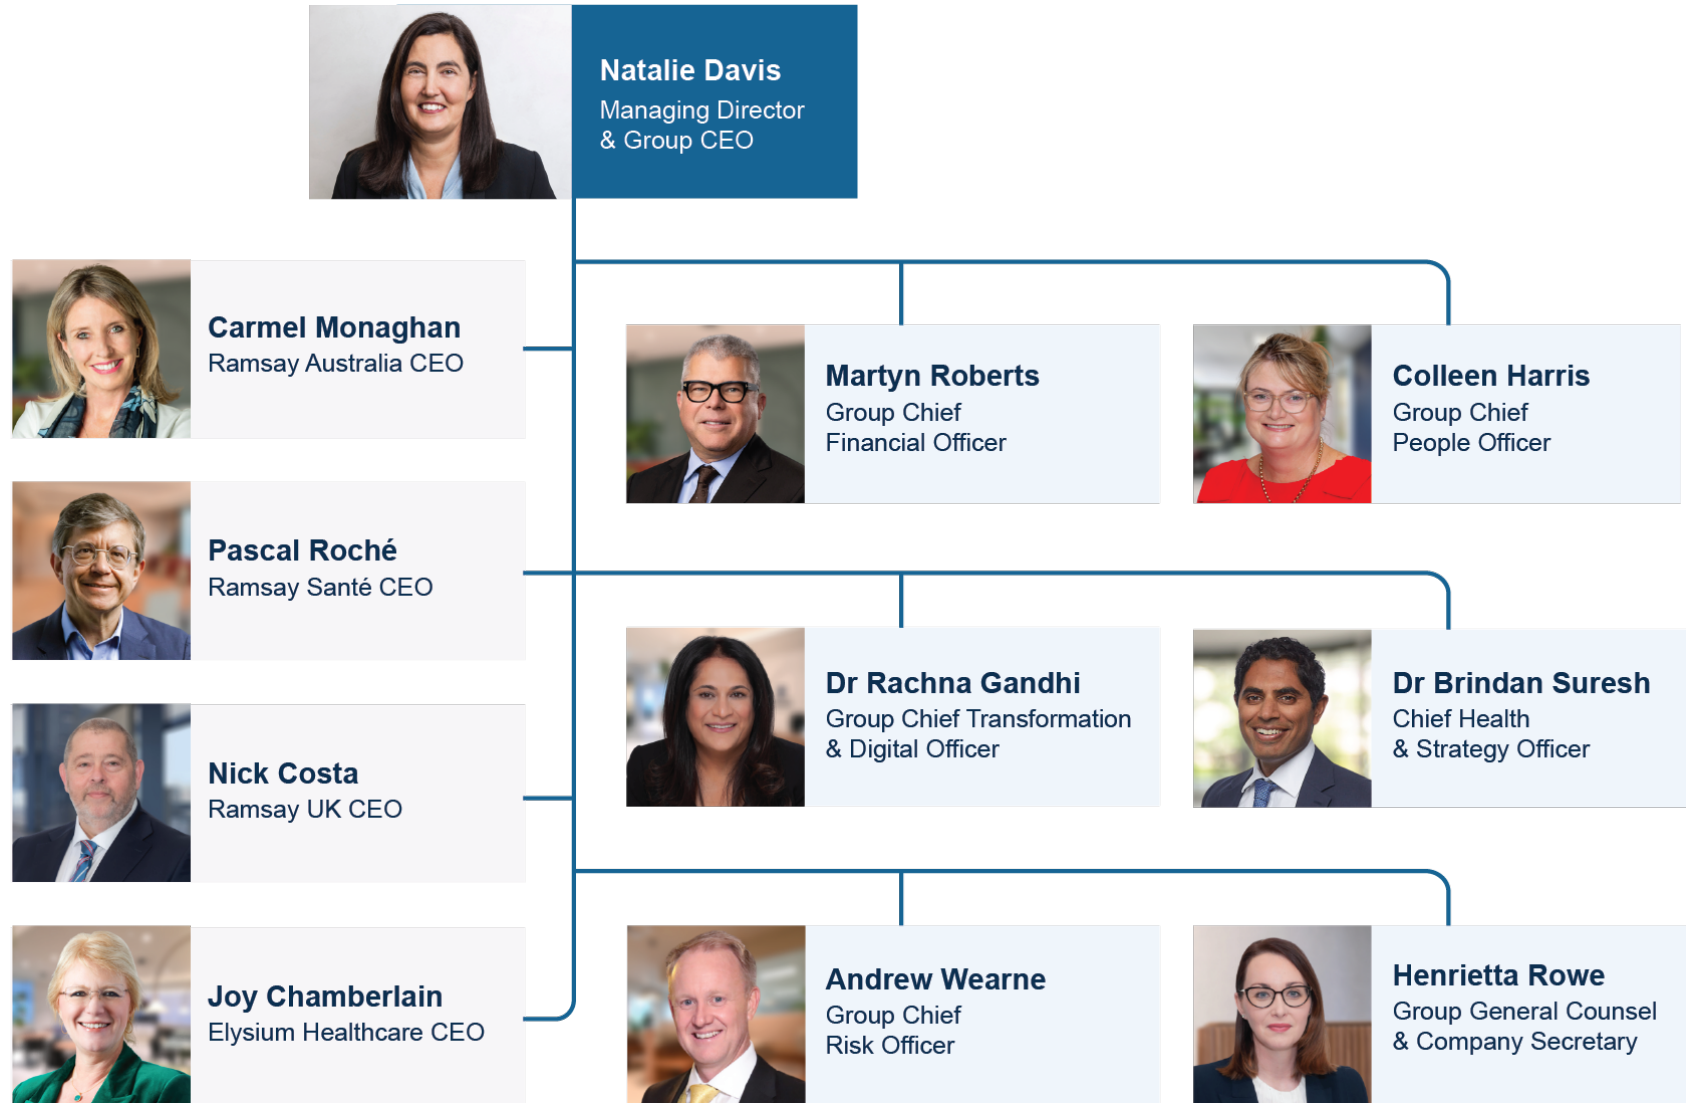 Natalie Davis
Managing Director
& Group CEO
Carmel Monaghan
Ramsay Australia CEO
Martyn Roberts
Group Chief
Financial Officer
Colleen Harris
Group Chief
People Officer
Pascal Roché
Ramsay Santé CEO
Dr Rachna Gandhi
Group Chief Transformation
& Digital Officer
Dr Brindan Suresh
Chief Health
& Strategy Officer
Nick Costa
Ramsay UK CEO
Joy Chamberlain
Elysium Healthcare CEO
Andrew Wearne
Group Chief
Risk Officer
Henrietta Rowe
Group General Counsel
& Company Secretary